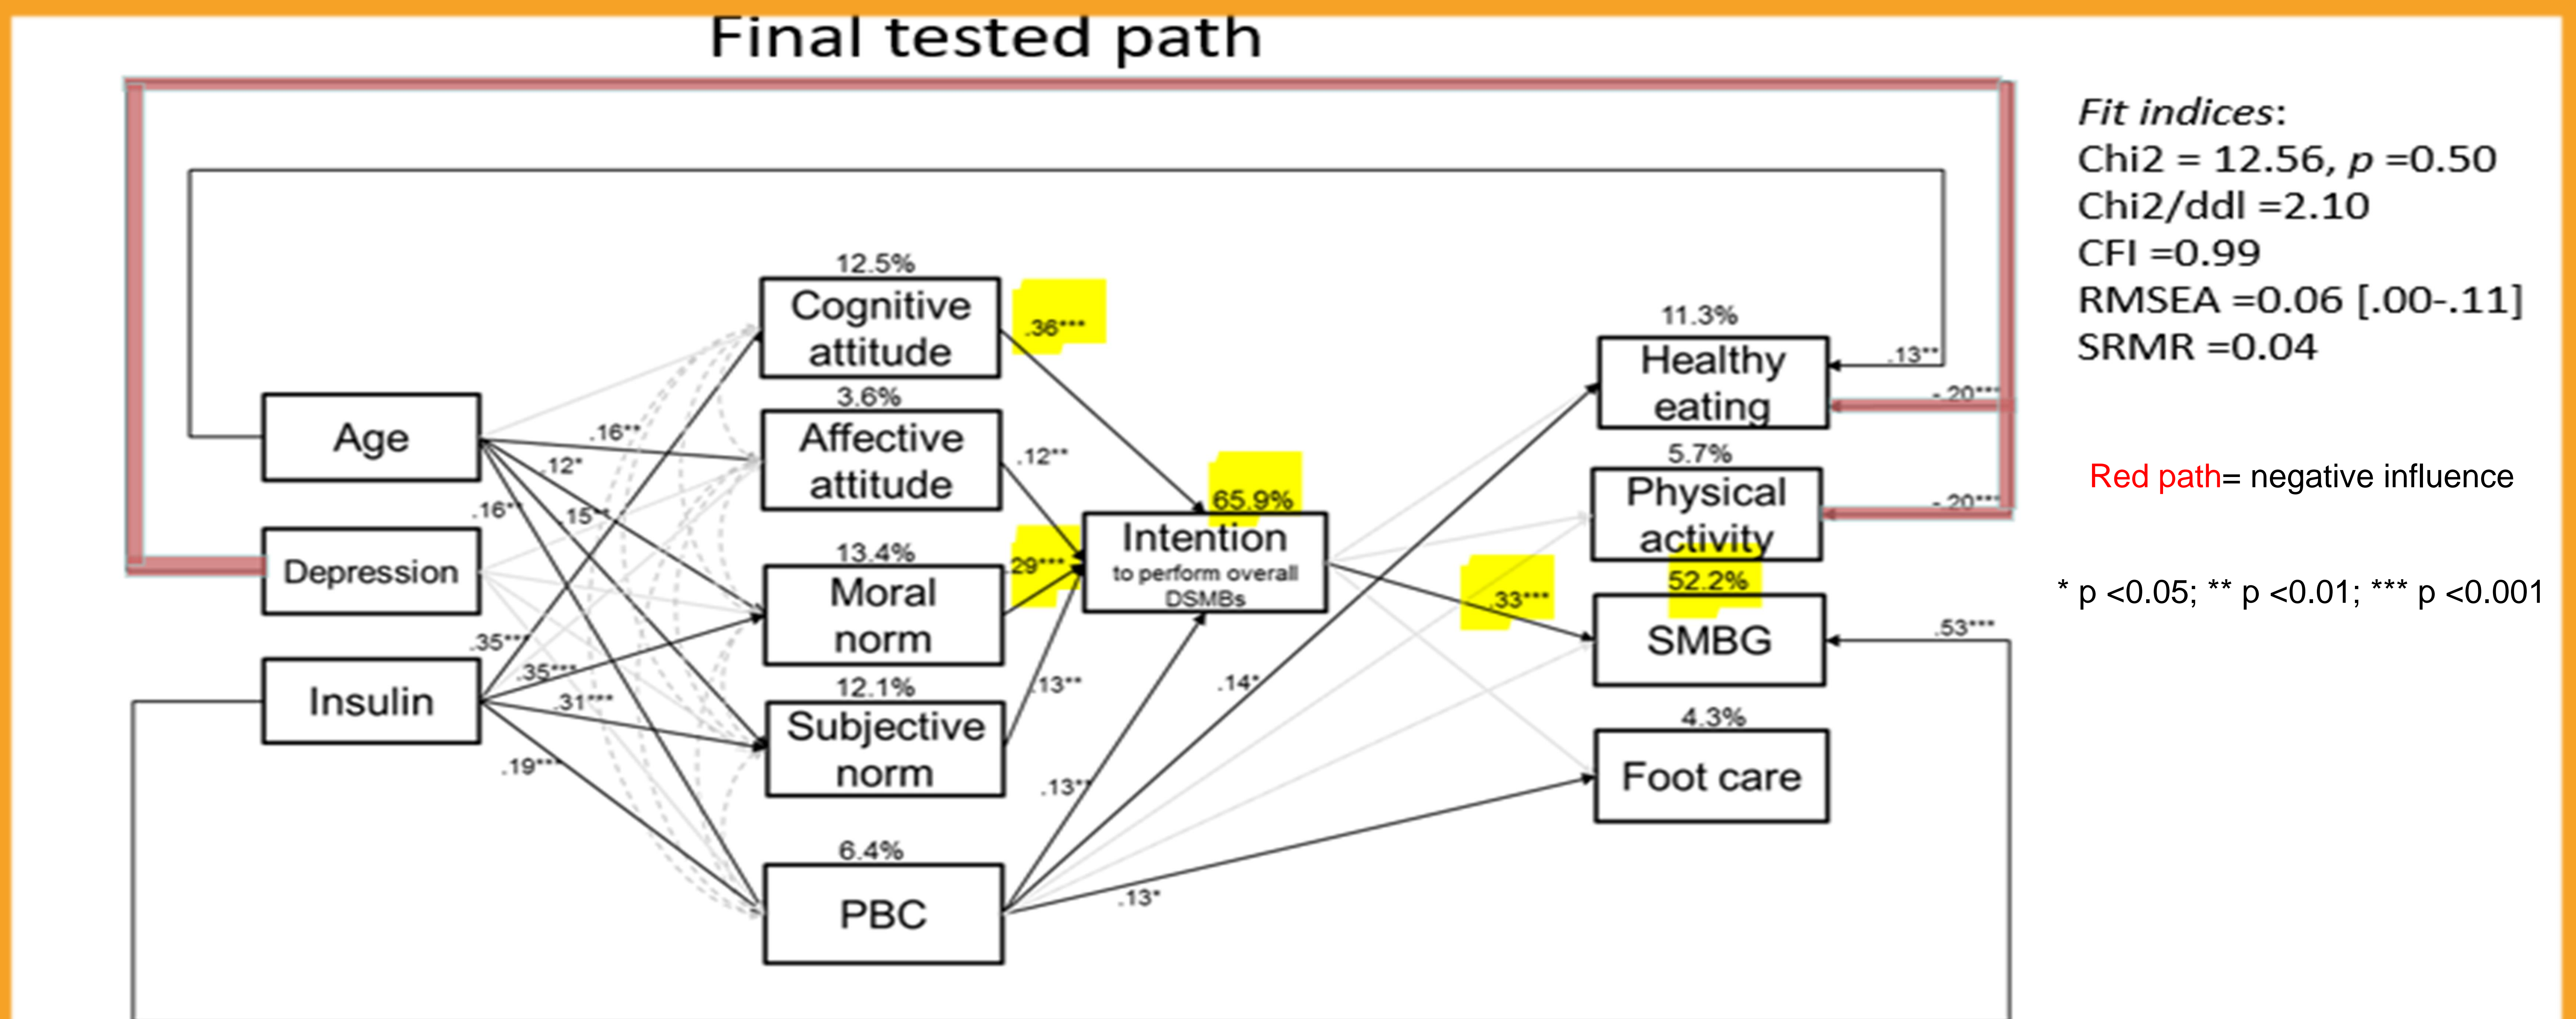 Final tested path
Fit indices:
Chi2 = 12.56, p =0.50
Chi2/ddl =2.10
CFI =0.99
RMSEA =0.06 [.00-.11]
SRMR =0.04
Red path= negative influence
* p <0.05; ** p <0.01; *** p <0.001
Age
Depression
Insulin
.16**
.12*
.16**
.15**
.35***
.35***
.31***
.19***
12.5%
Cognitive
attitude
3.6%
Affective
attitude
13.4%
Moral
norm
12.1%
Subjective
norm
6.4%
PBC
.36***
.12**
.29***
.13**
.13**
65.9%
Intention
to perform overall
DSMBs
.14*
.33***
.13*
11.3%
Healthy
eating
5.7%
Physical
activity
52.2%
SMBG
4.3%
Foot care
.13**
-.20***
-.20***
.53***